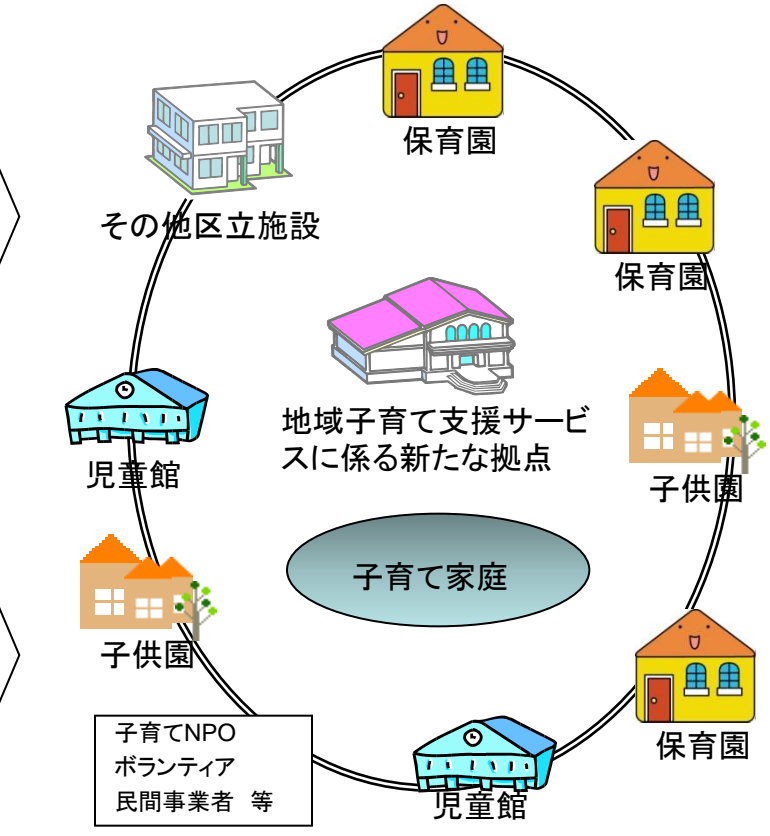 保育園
その他区立施設
保育園
地域子育て支援サービ
スに係る新たな拠点
児童館
子供園
子育て家庭
子供園
子育てNPO
ボランティア
民間事業者 等
保育園
児童館